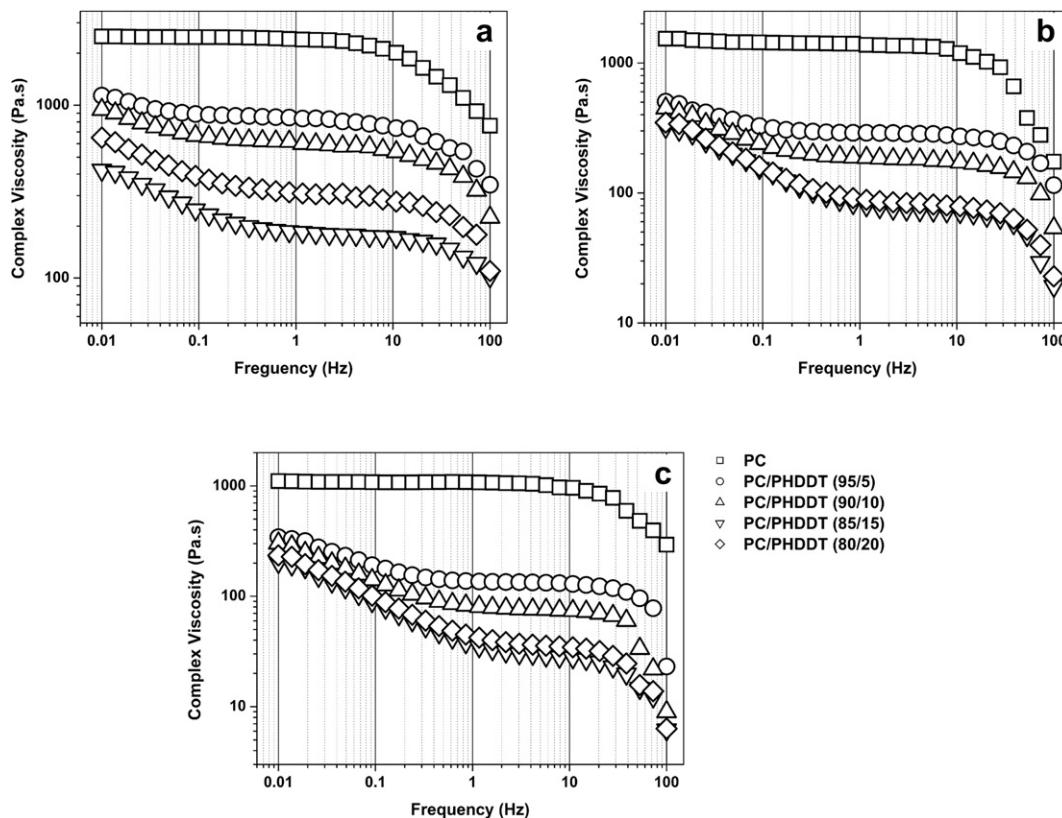 a
Complex Viscosity (Pa.s)
1000
100
0.01 0.1 1 10 100
Freguency (Hz)
b
Complex Viscosity (Pa.s)
1000
100
10
0.01 0.1 1 10 100
Frequency (Hz)
c
Complex Viscosity (Pa.s)
1000
100
10
0.01 0.1 1 10 100
Frequency (Hz)
PC
PC/PHDDT (95/5)
PC/PHDDT (90/10)
PC/PHDDT (85/15)
PC/PHDDT (80/20)